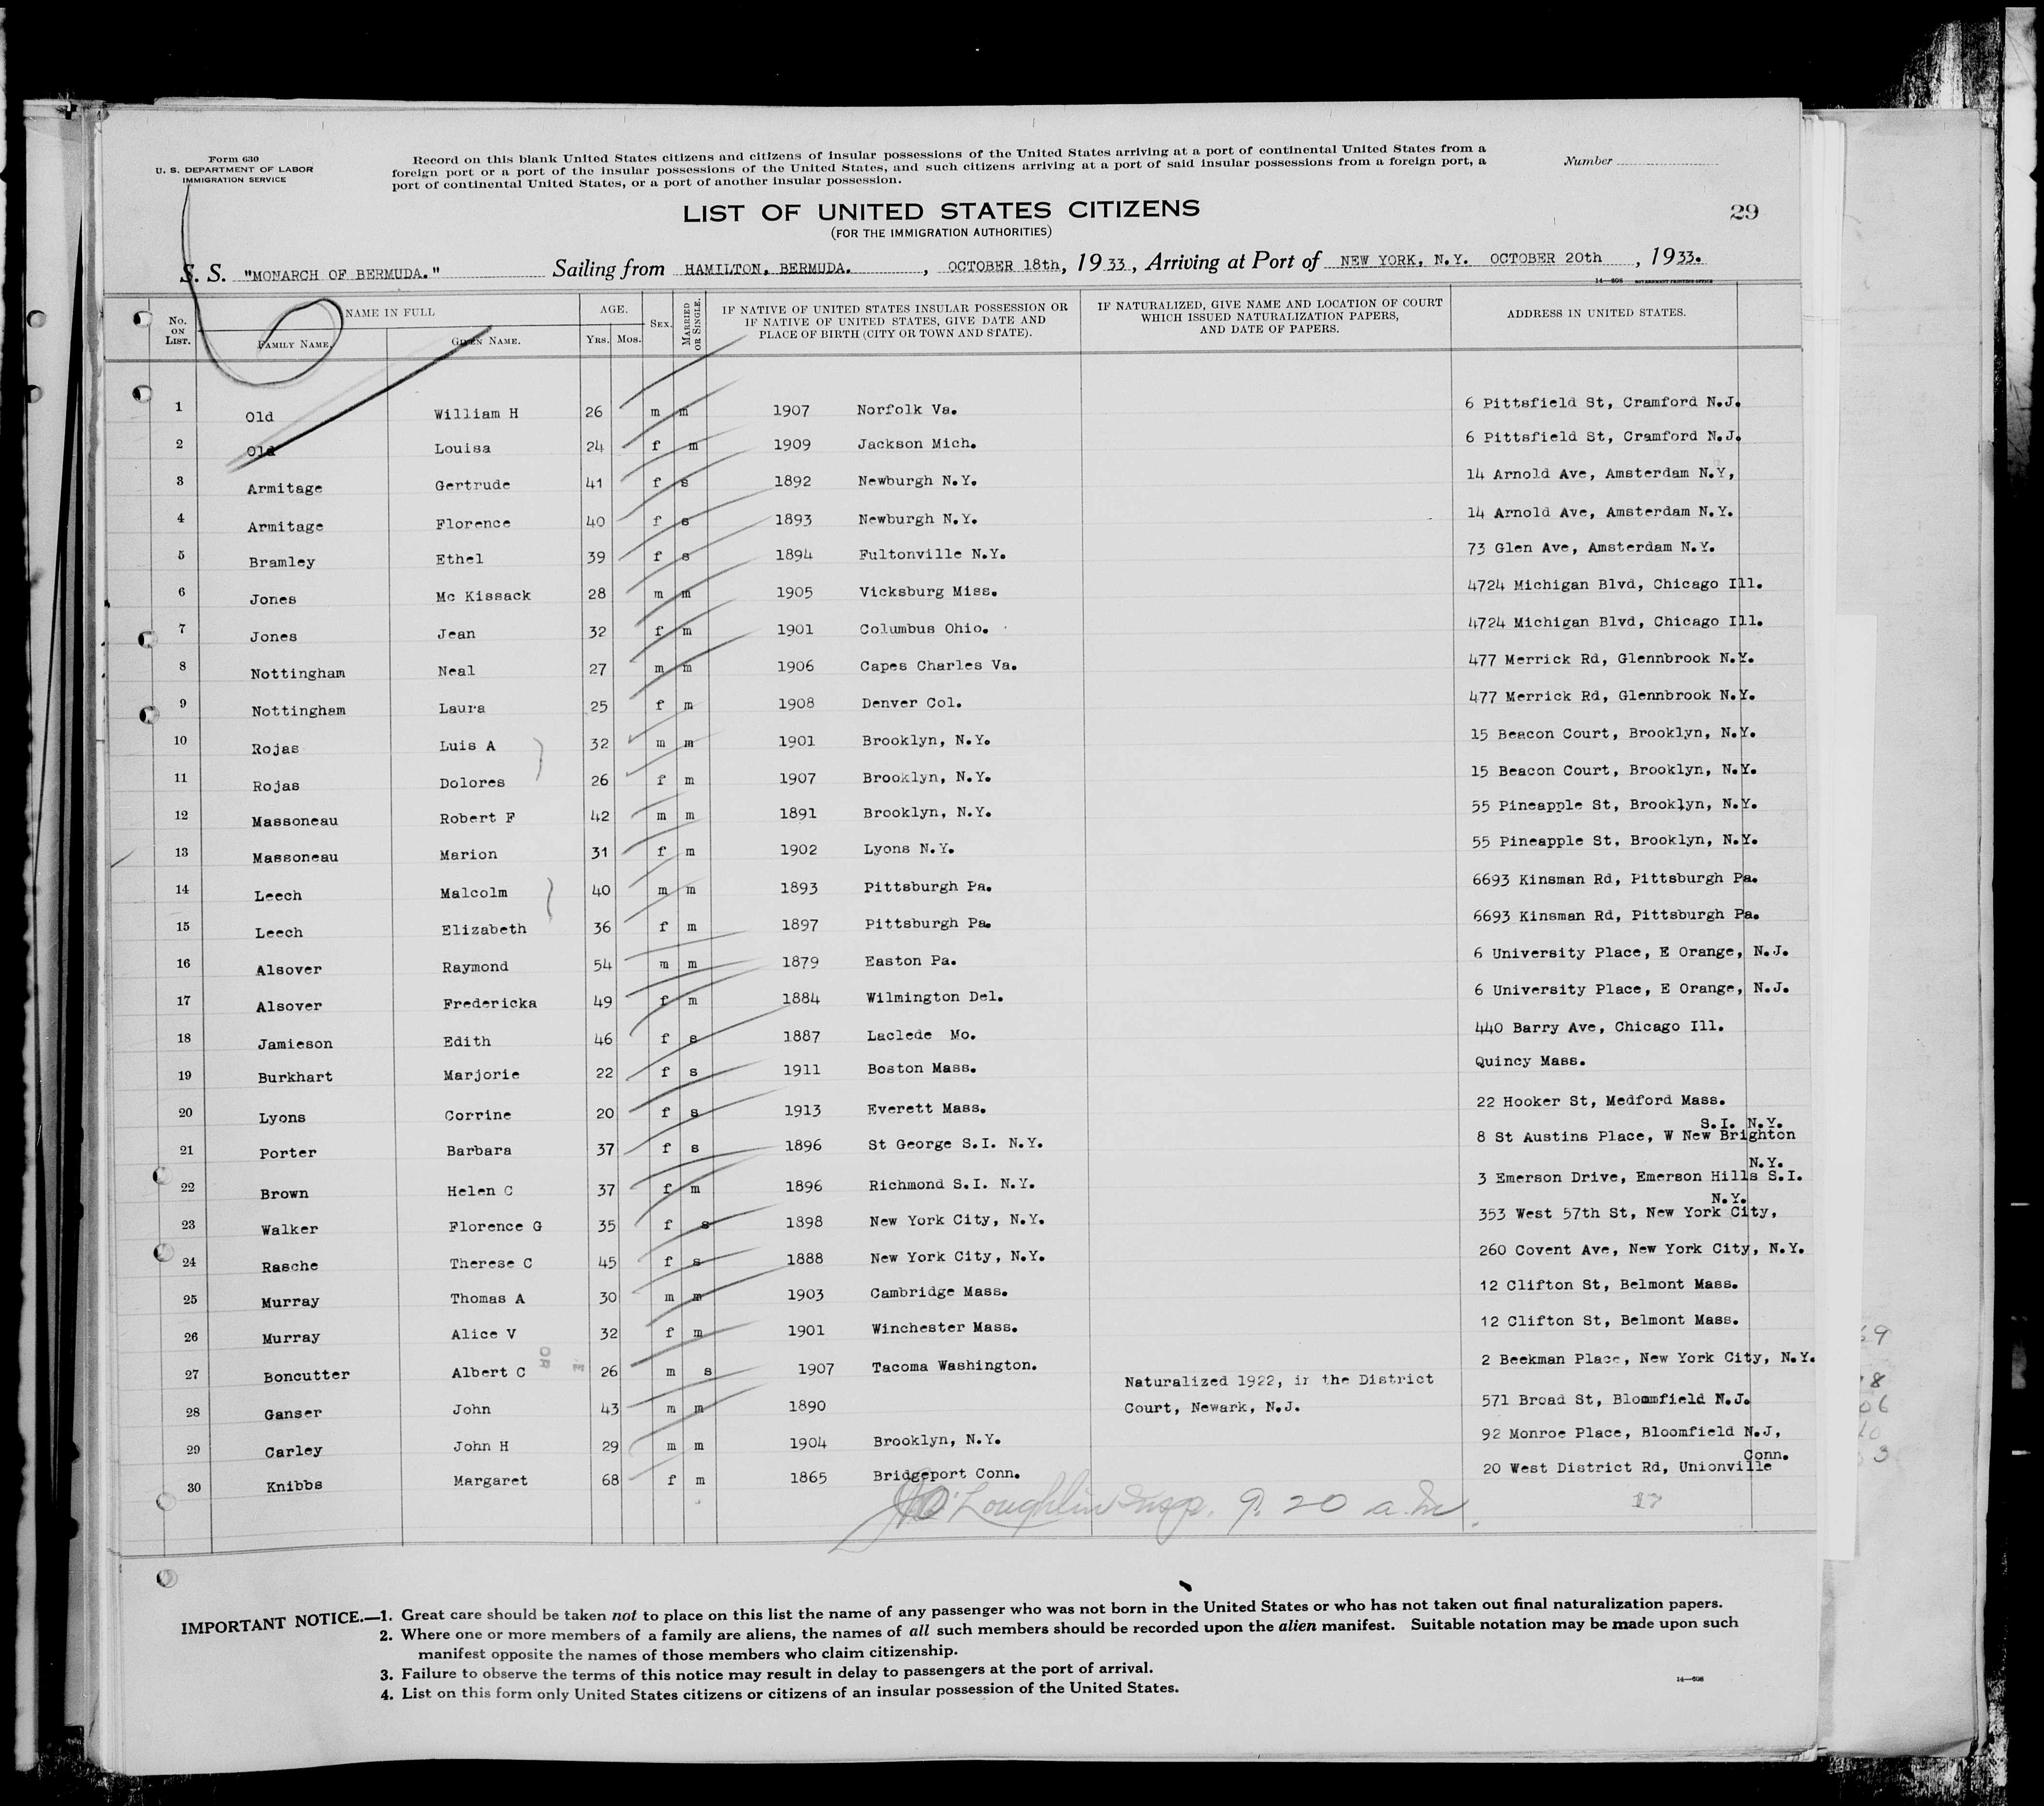 Form 630
U. S. DEPARTMENT OF LABOR
IMMIGRATION SERVICE
Record on this blank United States citizens and citizens of insular possessions of the United States arriving at a port of continental United States from a
foreign port or a port of the insular possessions of the United States, and such citizens arriving at a port of said insular possessions from a foreign port, a
port of continental United States, or a port of another insular possession.
Number
LIST OF UNITED STATES CITIZENS
(FOR THE IMMIGRATION AUTHORITIES)
29
S. S. "MONARCH OF BERMUDA." Sailing from HAMILTON, BERMUDA. , OCTOBER 18th, 1933, Arriving at Port of NEW YORK, N.Y. OCTOBER 20th , 1933.
14—608 GOVERNMENT PRINTING OFFICE
No. ON LIST. NAME IN FULL FAMILY NAME. GIVEN NAME. AGE. YRS. MOS. SEX. MARRIED OR SINGLE. IF NATIVE OF UNITED STATES INSULAR POSSESSION OR IF NATIVE OF UNITED STATES, GIVE DATE AND PLACE OF BIRTH (CITY OR TOWN AND STATE). IF NATURALIZED, GIVE NAME AND LOCATION OF COURT WHICH ISSUED NATURALIZATION PAPERS, AND DATE OF PAPERS. ADDRESS IN UNITED STATES.
1 Old William H 26 m m 1907 Norfolk Va. 6 Pittsfield St, Cramford N.J.
2 Old Louisa 24 f m 1909 Jackson Mich. 6 Pittsfield St, Cramford N.J.
3 Armitage Gertrude 41 f s 1892 Newburgh N.Y. 14 Arnold Ave, Amsterdam N.Y,
4 Armitage Florence 40 f s 1893 Newburgh N.Y. 14 Arnold Ave, Amsterdam N.Y.
5 Bramley Ethel 39 f s 1894 Fultonville N.Y. 73 Glen Ave, Amsterdam N.Y.
6 Jones Mc Kissack 28 m m 1905 Vicksburg Miss. 4724 Michigan Blvd, Chicago Ill.
7 Jones Jean 32 f m 1901 Columbus Ohio. 4724 Michigan Blvd, Chicago Ill.
8 Nottingham Neal 27 m m 1906 Capes Charles Va. 477 Merrick Rd, Glennbrook N.Y.
9 Nottingham Laura 25 f m 1908 Denver Col. 477 Merrick Rd, Glennbrook N.Y.
10 Rojas Luis A 32 m m 1901 Brooklyn, N.Y. 15 Beacon Court, Brooklyn, N.Y.
11 Rojas Dolores 26 f m 1907 Brooklyn, N.Y. 15 Beacon Court, Brooklyn, N.Y.
12 Massoneau Robert F 42 m m 1891 Brooklyn, N.Y. 55 Pineapple St, Brooklyn, N.Y.
13 Massoneau Marion 31 f m 1902 Lyons N.Y. 55 Pineapple St, Brooklyn, N.Y.
14 Leech Malcolm 40 m m 1893 Pittsburgh Pa. 6693 Kinsman Rd, Pittsburgh Pa.
15 Leech Elizabeth 36 f m 1897 Pittsburgh Pa. 6693 Kinsman Rd, Pittsburgh Pa.
16 Alsover Raymond 54 m m 1879 Easton Pa. 6 University Place, E Orange, N.J.
17 Alsover Fredericka 49 f m 1884 Wilmington Del. 6 University Place, E Orange, N.J.
18 Jamieson Edith 46 f s 1887 Laclede Mo. 440 Barry Ave, Chicago Ill.
19 Burkhart Marjorie 22 f s 1911 Boston Mass. Quincy Mass.
20 Lyons Corrine 20 f s 1913 Everett Mass. 22 Hooker St, Medford Mass.
S.I. N.Y.
21 Porter Barbara 37 f s 1896 St George S.I. N.Y. 8 St Austins Place, W New Brighton
N.Y.
22 Brown Helen C 37 f m 1896 Richmond S.I. N.Y. 3 Emerson Drive, Emerson Hills S.I.
N.Y.
23 Walker Florence G 35 f s 1898 New York City, N.Y. 353 West 57th St, New York City,
24 Rasche Therese C 45 f s 1888 New York City, N.Y. 260 Covent Ave, New York City, N.Y.
25 Murray Thomas A 30 m m 1903 Cambridge Mass. 12 Clifton St, Belmont Mass.
26 Murray Alice V 32 f m 1901 Winchester Mass. 12 Clifton St, Belmont Mass.
27 Boncutter Albert C 26 m s 1907 Tacoma Washington. 2 Beekman Place, New York City, N.Y.
Naturalized 1922, in the District
28 Ganser John 43 m m 1890 Court, Newark, N.J. 571 Broad St, Bloomfield N.J.
29 Carley John H 29 m m 1904 Brooklyn, N.Y. 92 Monroe Place, Bloomfield N.J,
Conn.
30 Knibbs Margaret 68 f m 1865 Bridgeport Conn. 20 West District Rd, Unionville
O'Loughlin Insp. 9.20 a.m.
17
IMPORTANT NOTICE.—1. Great care should be taken not to place on this list the name of any passenger who was not born in the United States or who has not taken out final naturalization papers.
2. Where one or more members of a family are aliens, the names of all such members should be recorded upon the alien manifest. Suitable notation may be made upon such
manifest opposite the names of those members who claim citizenship.
3. Failure to observe the terms of this notice may result in delay to passengers at the port of arrival.
4. List on this form only United States citizens or citizens of an insular possession of the United States.
14—608